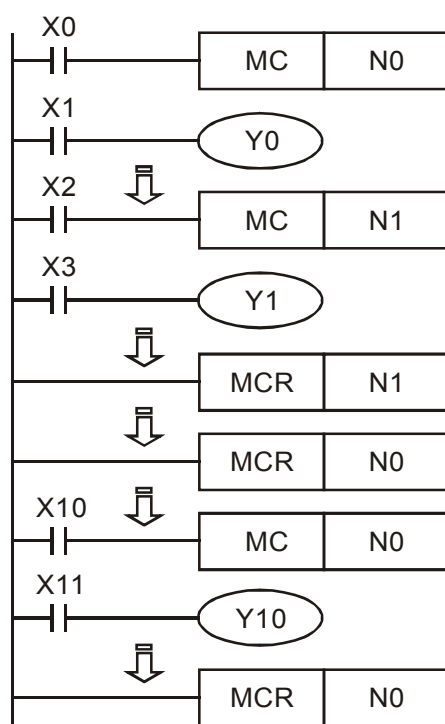 X0
MC N0
X1
Y0
X2
MC N1
X3
Y1
MCR N1
MCR N0
X10
MC N0
X11
Y10
MCR N0